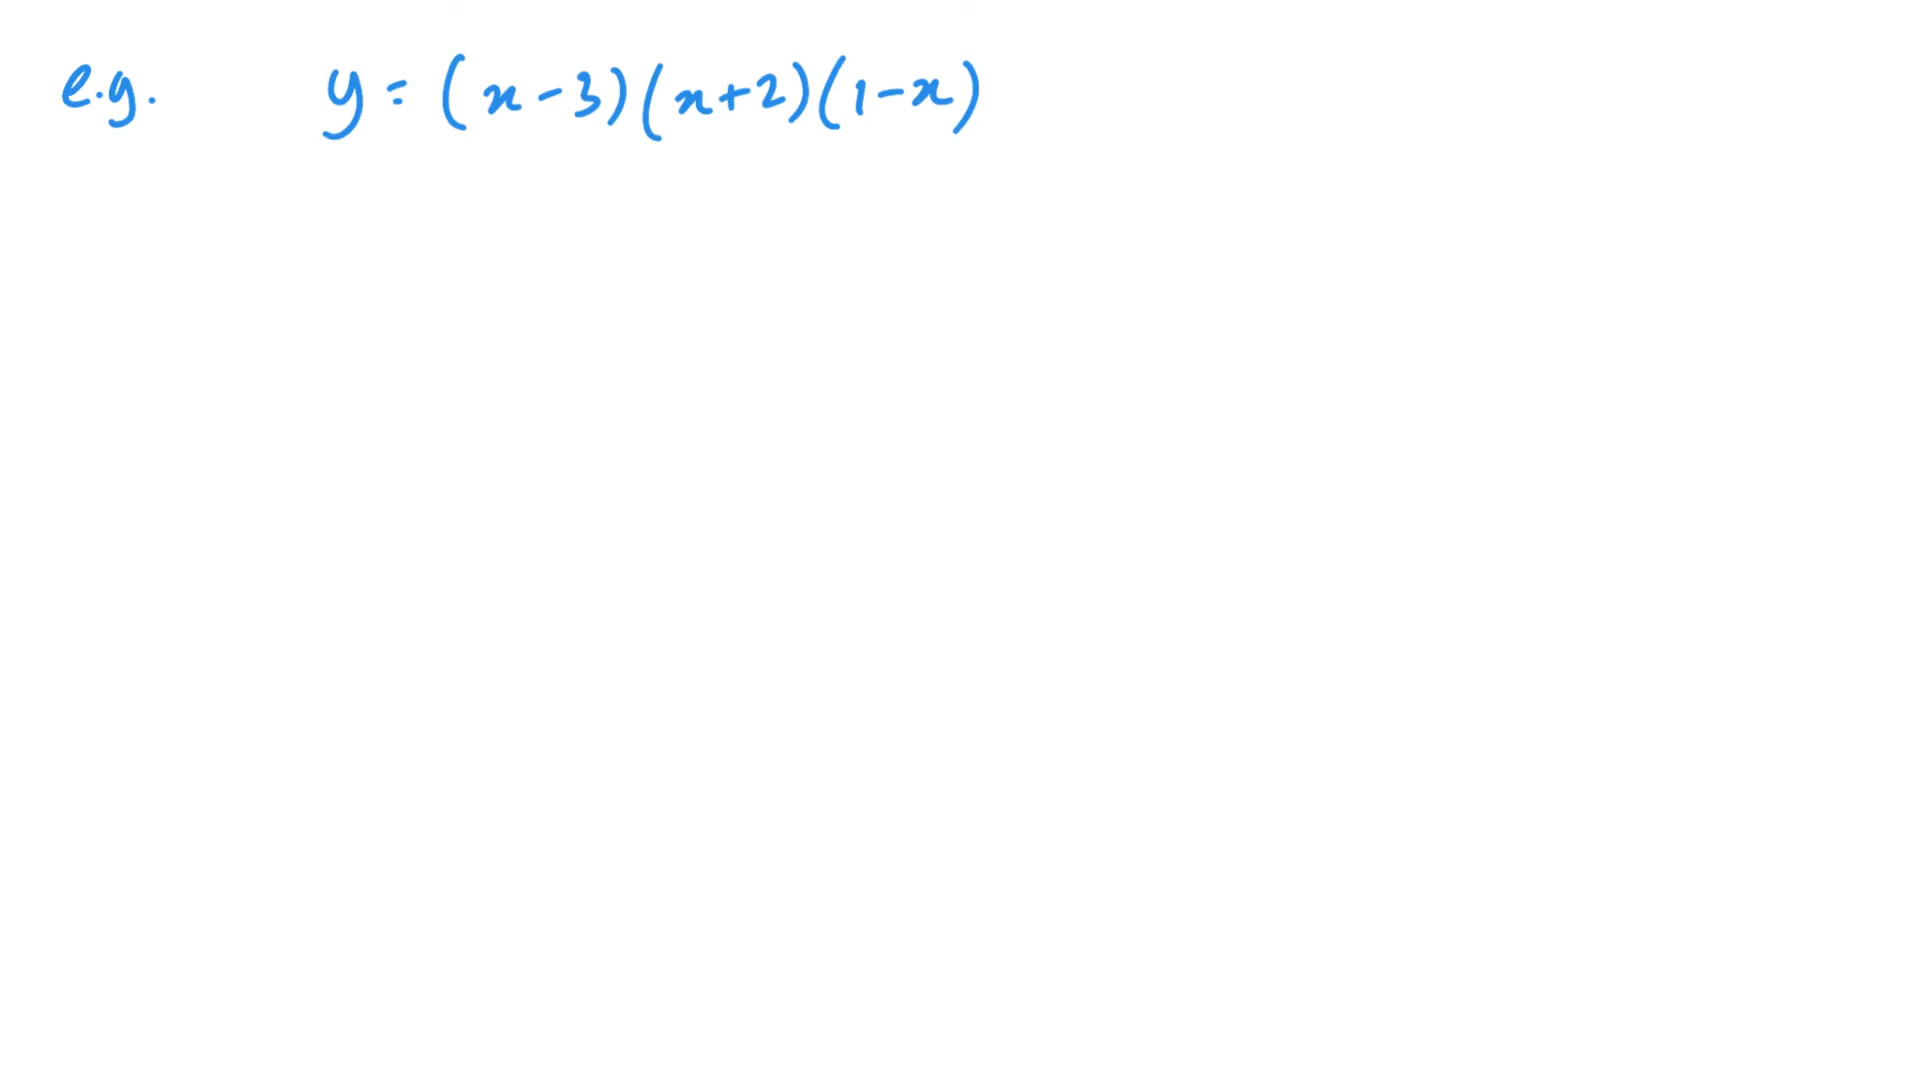 e.g. y = (x-3)(x+2)(1-x)